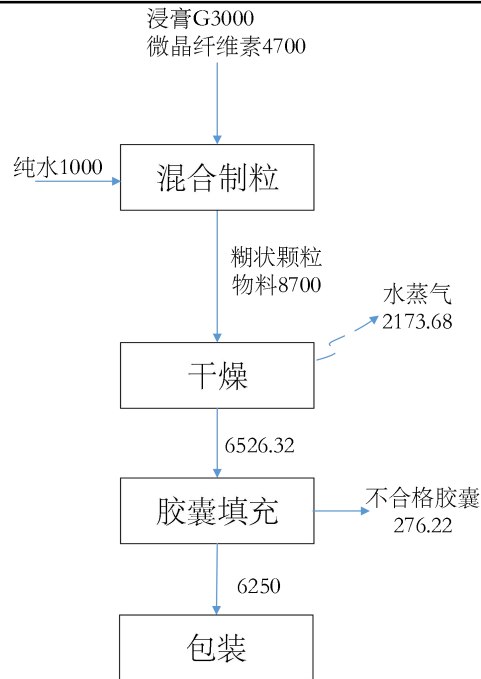 浸膏G3000
微晶纤维素4700
纯水1000
混合制粒
糊状颗粒
物料8700
水蒸气
2173.68
干燥
6526.32
胶囊填充
不合格胶囊
276.22
6250
包装